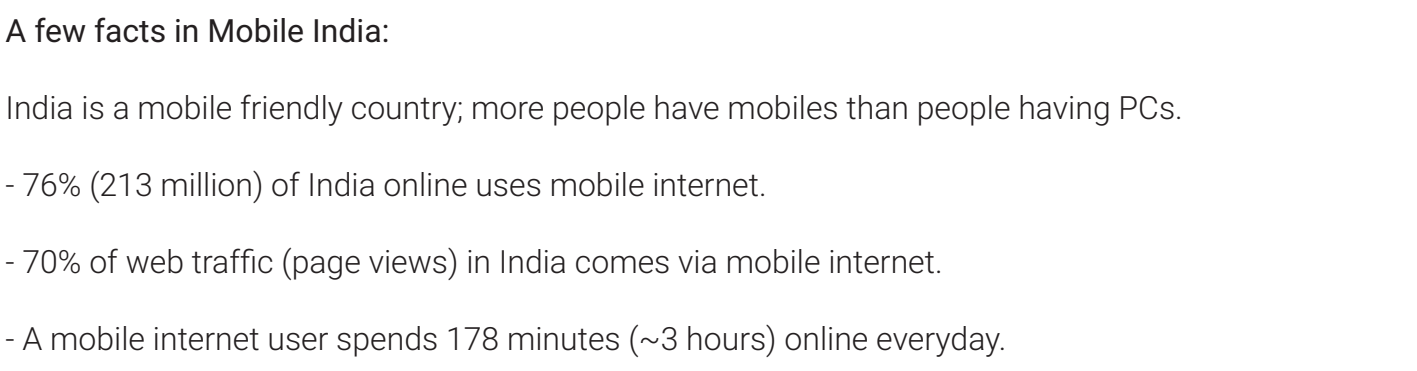 A few facts in Mobile India:
India is a mobile friendly country; more people have mobiles than people having PCs.
- 76% (213 million) of India online uses mobile internet.
- 70% of web traffic (page views) in India comes via mobile internet.
- A mobile internet user spends 178 minutes (~3 hours) online everyday.